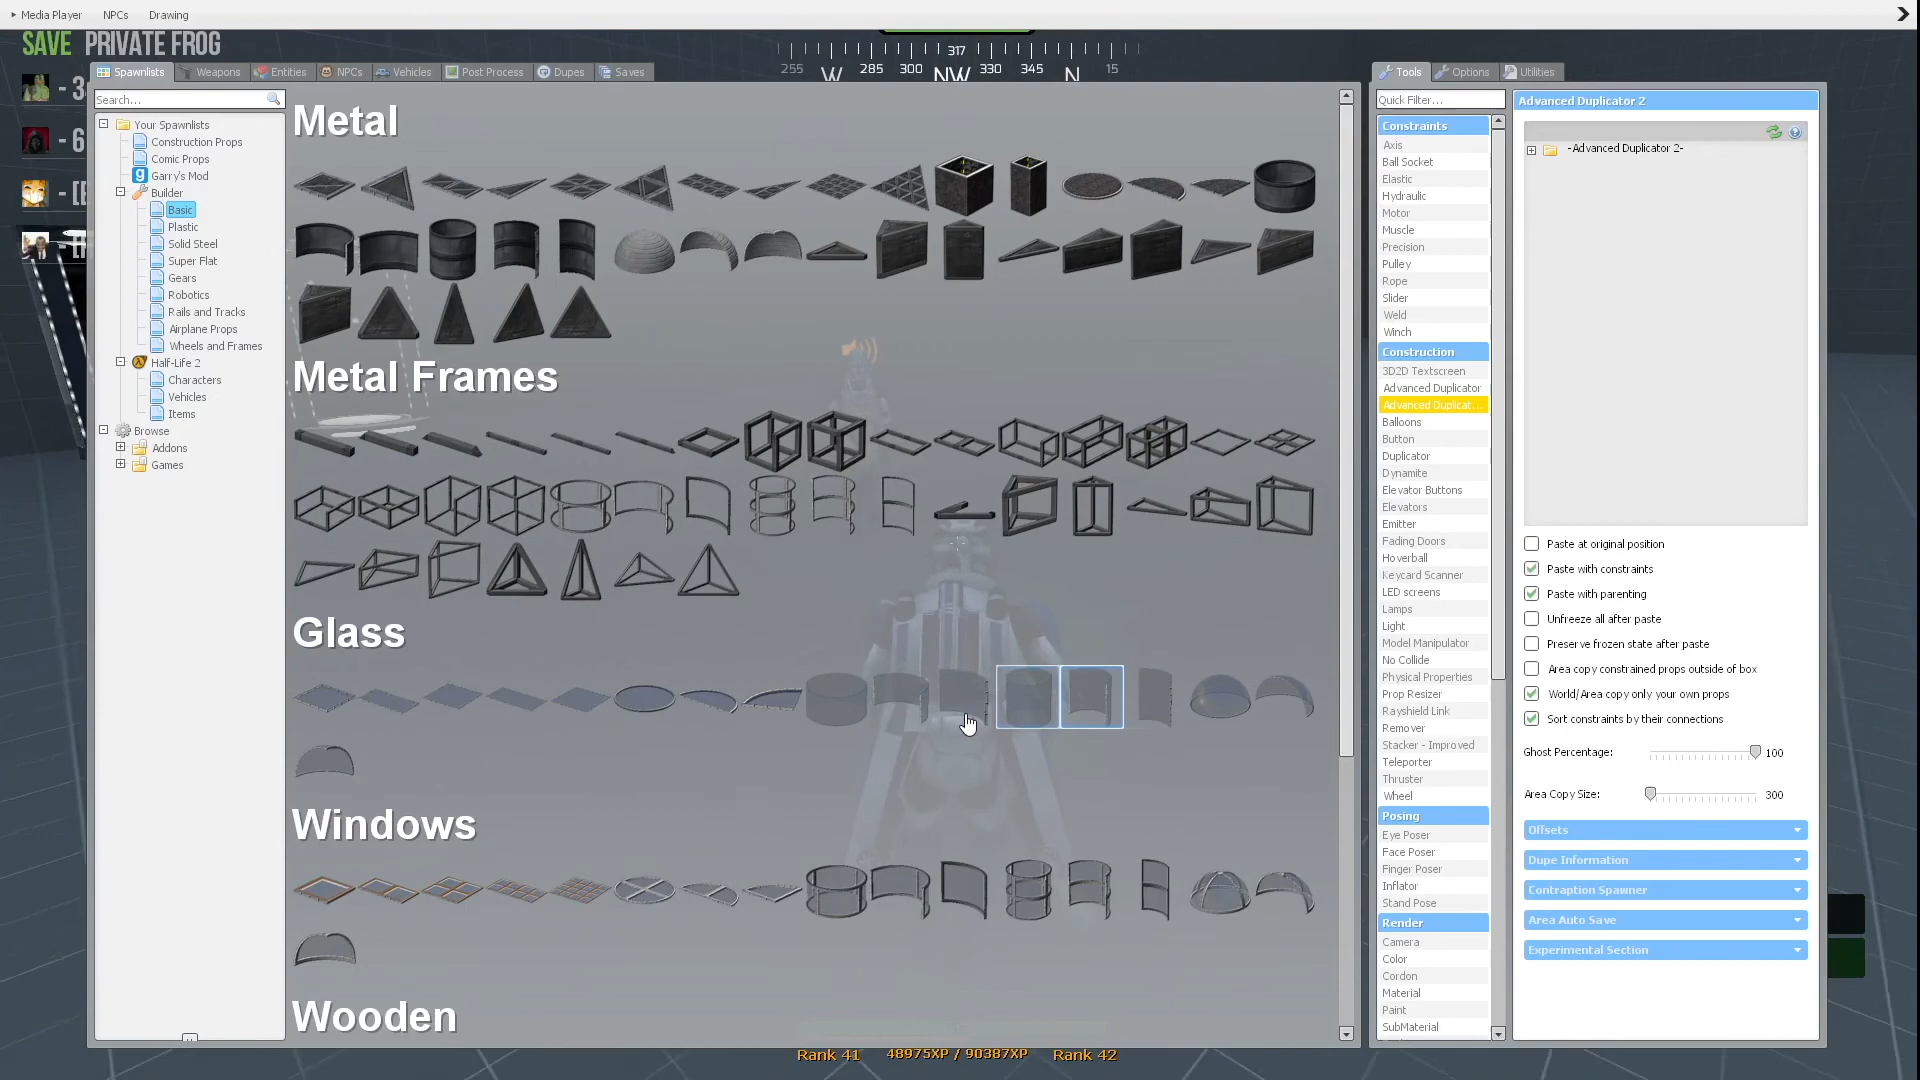 Media Player NPCs Drawing
SAVE PRIVATE FROG
317
255 W 285 300 NW 330 345 N 15
- 3
- 6
Spawnlists Weapons Entities NPCs Vehicles Post Process Dupes Saves
Search...
Your Spawnlists
Construction Props
Comic Props
Garry's Mod
Builder
Basic
Plastic
Solid Steel
Super Flat
Gears
Robotics
Rails and Tracks
Airplane Props
Wheels and Frames
Half-Life 2
Characters
Vehicles
Items
Browse
Addons
Games
Metal
Metal Frames
Glass
Windows
Wooden
Tools Options Utilities
Quick Filter...
Constraints
Axis
Ball Socket
Elastic
Hydraulic
Motor
Muscle
Precision
Pulley
Rope
Slider
Weld
Winch
Construction
3D2D Textscreen
Advanced Duplicator
Advanced Duplicat...
Balloons
Button
Duplicator
Dynamite
Elevator Buttons
Elevators
Emitter
Fading Doors
Hoverball
Keycard Scanner
LED screens
Lamps
Light
Model Manipulator
No Collide
Physical Properties
Prop Resizer
Rayshield Link
Remover
Stacker - Improved
Teleporter
Thruster
Wheel
Posing
Eye Poser
Face Poser
Finger Poser
Inflator
Stand Pose
Render
Camera
Color
Cordon
Material
Paint
SubMaterial
Advanced Duplicator 2
-Advanced Duplicator 2-
Paste at original position
Paste with constraints
Paste with parenting
Unfreeze all after paste
Preserve frozen state after paste
Area copy constrained props outside of box
World/Area copy only your own props
Sort constraints by their connections
Ghost Percentage: 100
Area Copy Size: 300
Offsets
Dupe Information
Contraption Spawner
Area Auto Save
Experimental Section
Rank 41 48975XP / 90387XP Rank 42